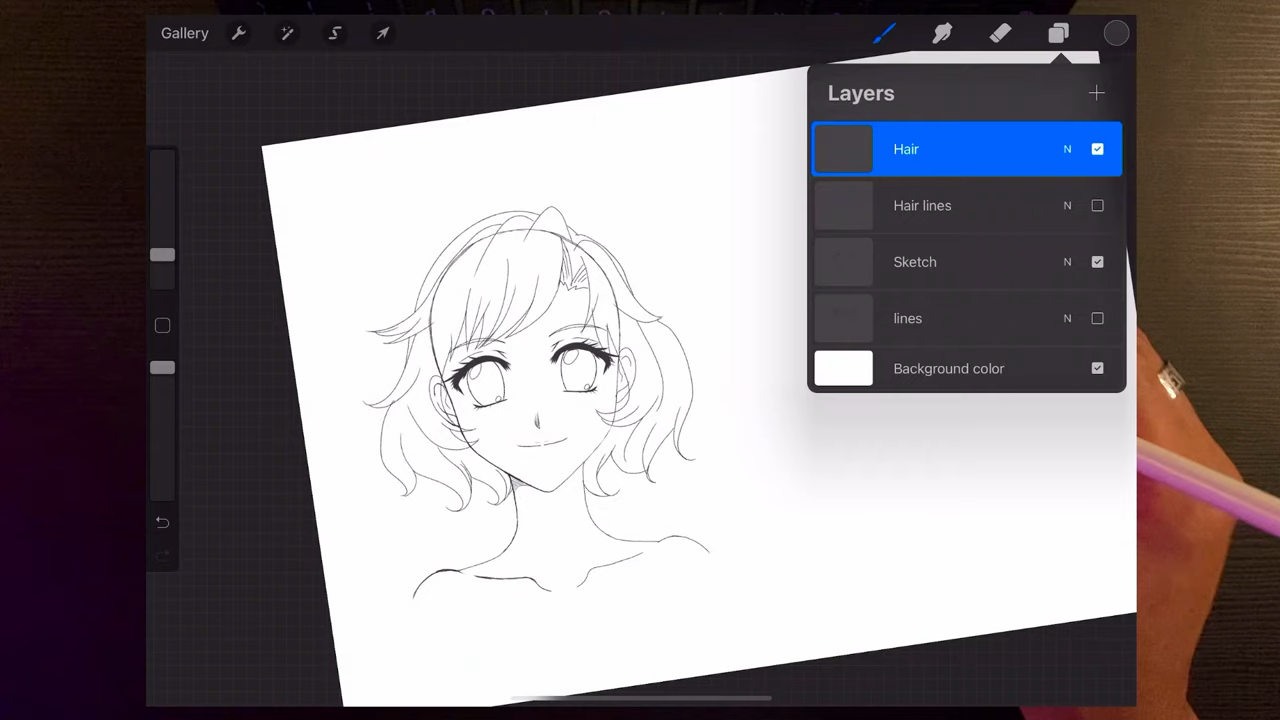 Gallery
Layers
Hair N
Hair lines N
Sketch N
lines N
Background color